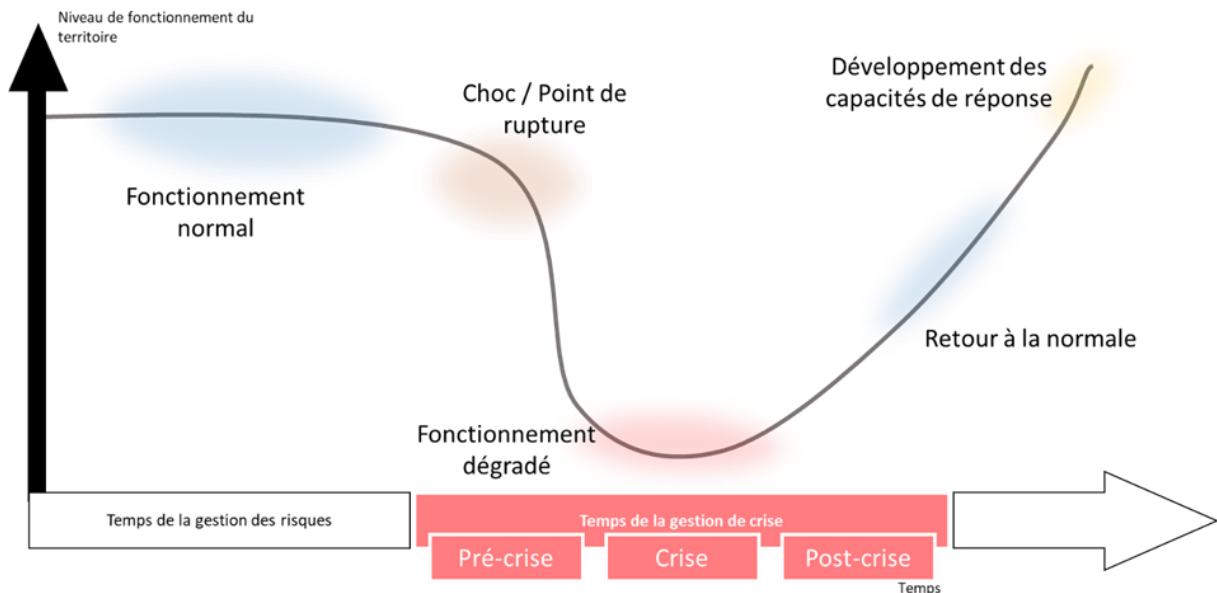 Niveau de fonctionnement du
territoire
Fonctionnement
normal
Choc / Point de
rupture
Développement des
capacités de réponse
Retour à la normale
Fonctionnement
dégradé
Temps de la gestion des risques
Temps de la gestion de crise
Pré-crise
Crise
Post-crise
Temps